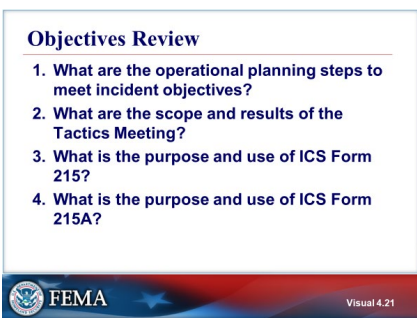 Objectives Review
1. What are the operational planning steps to
meet incident objectives?
2. What are the scope and results of the
Tactics Meeting?
3. What is the purpose and use of ICS Form
215?
4. What is the purpose and use of ICS Form
215A?
FEMA
Visual 4.21